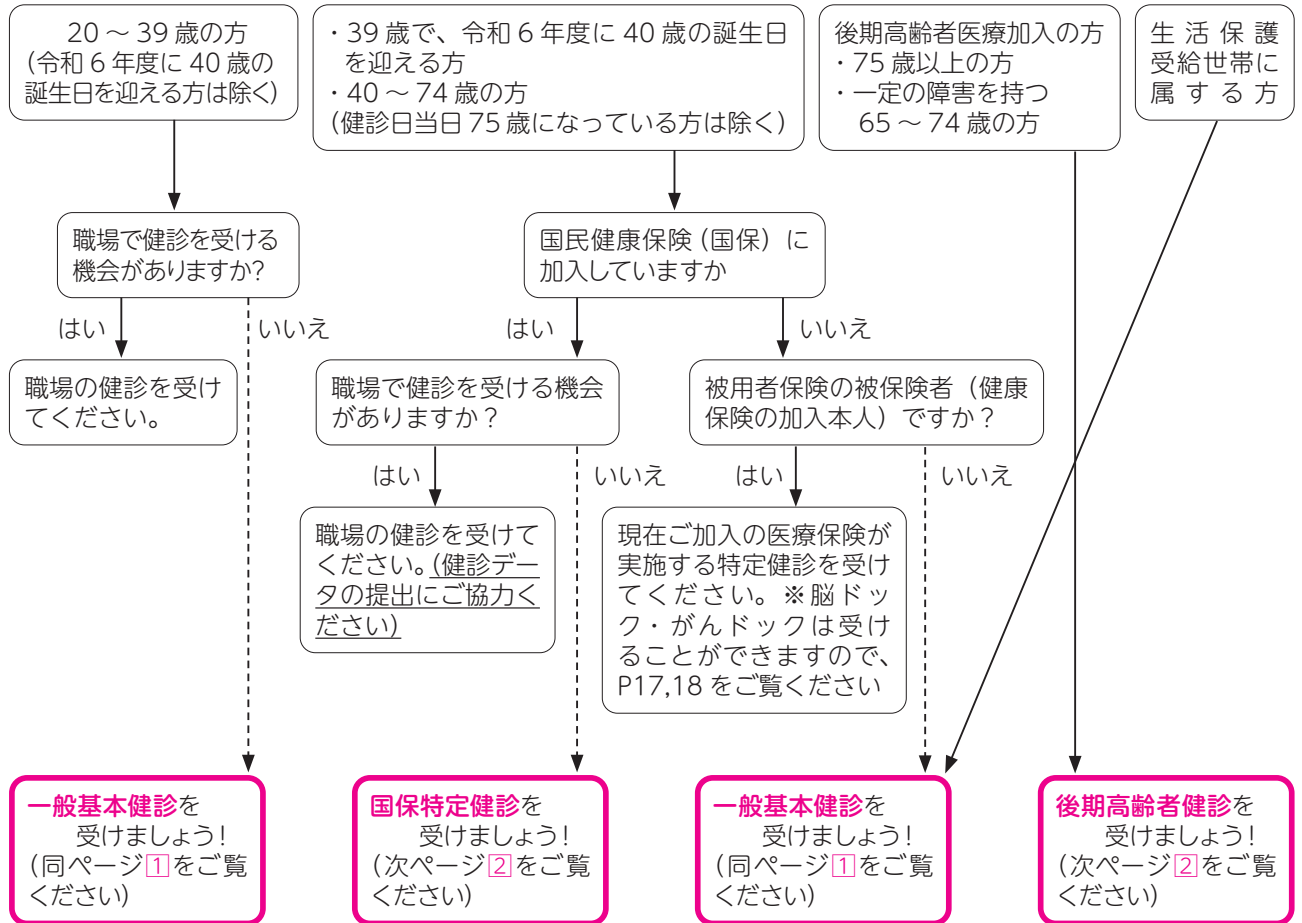 20～39歳の方
(令和6年度に40歳の
誕生日を迎える方は除く)
・39歳で、令和6年度に40歳の誕生日
を迎える方
・40～74歳の方
(健診日当日75歳になっている方は除く)
後期高齢者医療加入の方
・75歳以上の方
・一定の障害を持つ
65～74歳の方
生活保護
受給世帯に
属する方
職場で健診を受ける
機会がありますか?
国民健康保険(国保)に
加入していますか
はい
いいえ
はい
いいえ
職場の健診を受け
てください。
職場で健診を受ける機会
がありますか？
被用者保険の被保険者（健康
保険の加入本人）ですか？
はい
いいえ
はい
いいえ
職場の健診を受けて
ください。(健診デー
タの提出にご協力く
ださい)
現在ご加入の医療保険が
実施する特定健診を受け
てください。※脳ドッ
ク・がんドックは受け
ることができますので、
P17,18をご覧ください
一般基本健診を
受けましょう!
(同ページ1をご覧
ください)
国保特定健診を
受けましょう!
(次ページ2をご覧
ください)
一般基本健診を
受けましょう!
(同ページ1をご覧
ください)
後期高齢者健診を
受けましょう!
(次ページ2をご覧
ください)